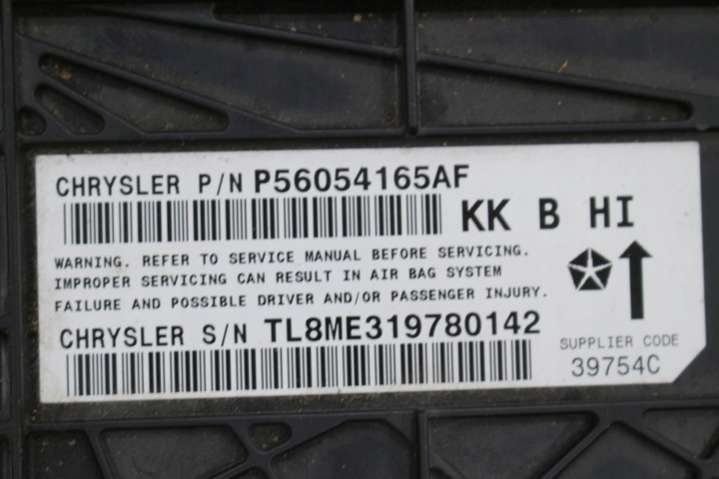 CHRYSLER P/N P56054165AF
KK B HI
WARNING. REFER TO SERVICE MANUAL BEFORE SERVICING.
IMPROPER SERVICING CAN RESULT IN AIR BAG SYSTEM
FAILURE AND POSSIBLE DRIVER AND/OR PASSENGER INJURY.
CHRYSLER S/N TL8ME319780142
SUPPLIER CODE
39754C